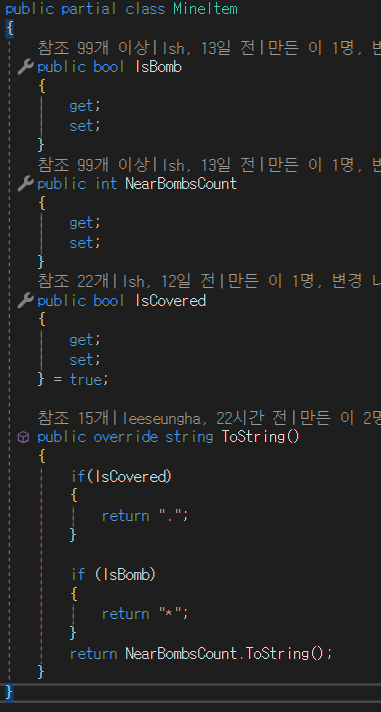 public partial class MineItem
{
참조 99개 이상|lsh, 13일 전|만든 이 1명, 변
public bool IsBomb
{
get;
set;
}
참조 99개 이상|lsh, 13일 전|만든 이 1명, 변
public int NearBombsCount
{
get;
set;
}
참조 22개|lsh, 12일 전|만든 이 1명, 변경 내
public bool IsCovered
{
get;
set;
} = true;
참조 15개|leeseungha, 22시간 전|만든 이 2명
public override string ToString()
{
if(IsCovered)
{
return ".";
}
if (IsBomb)
{
return "*";
}
return NearBombsCount.ToString();
}
}